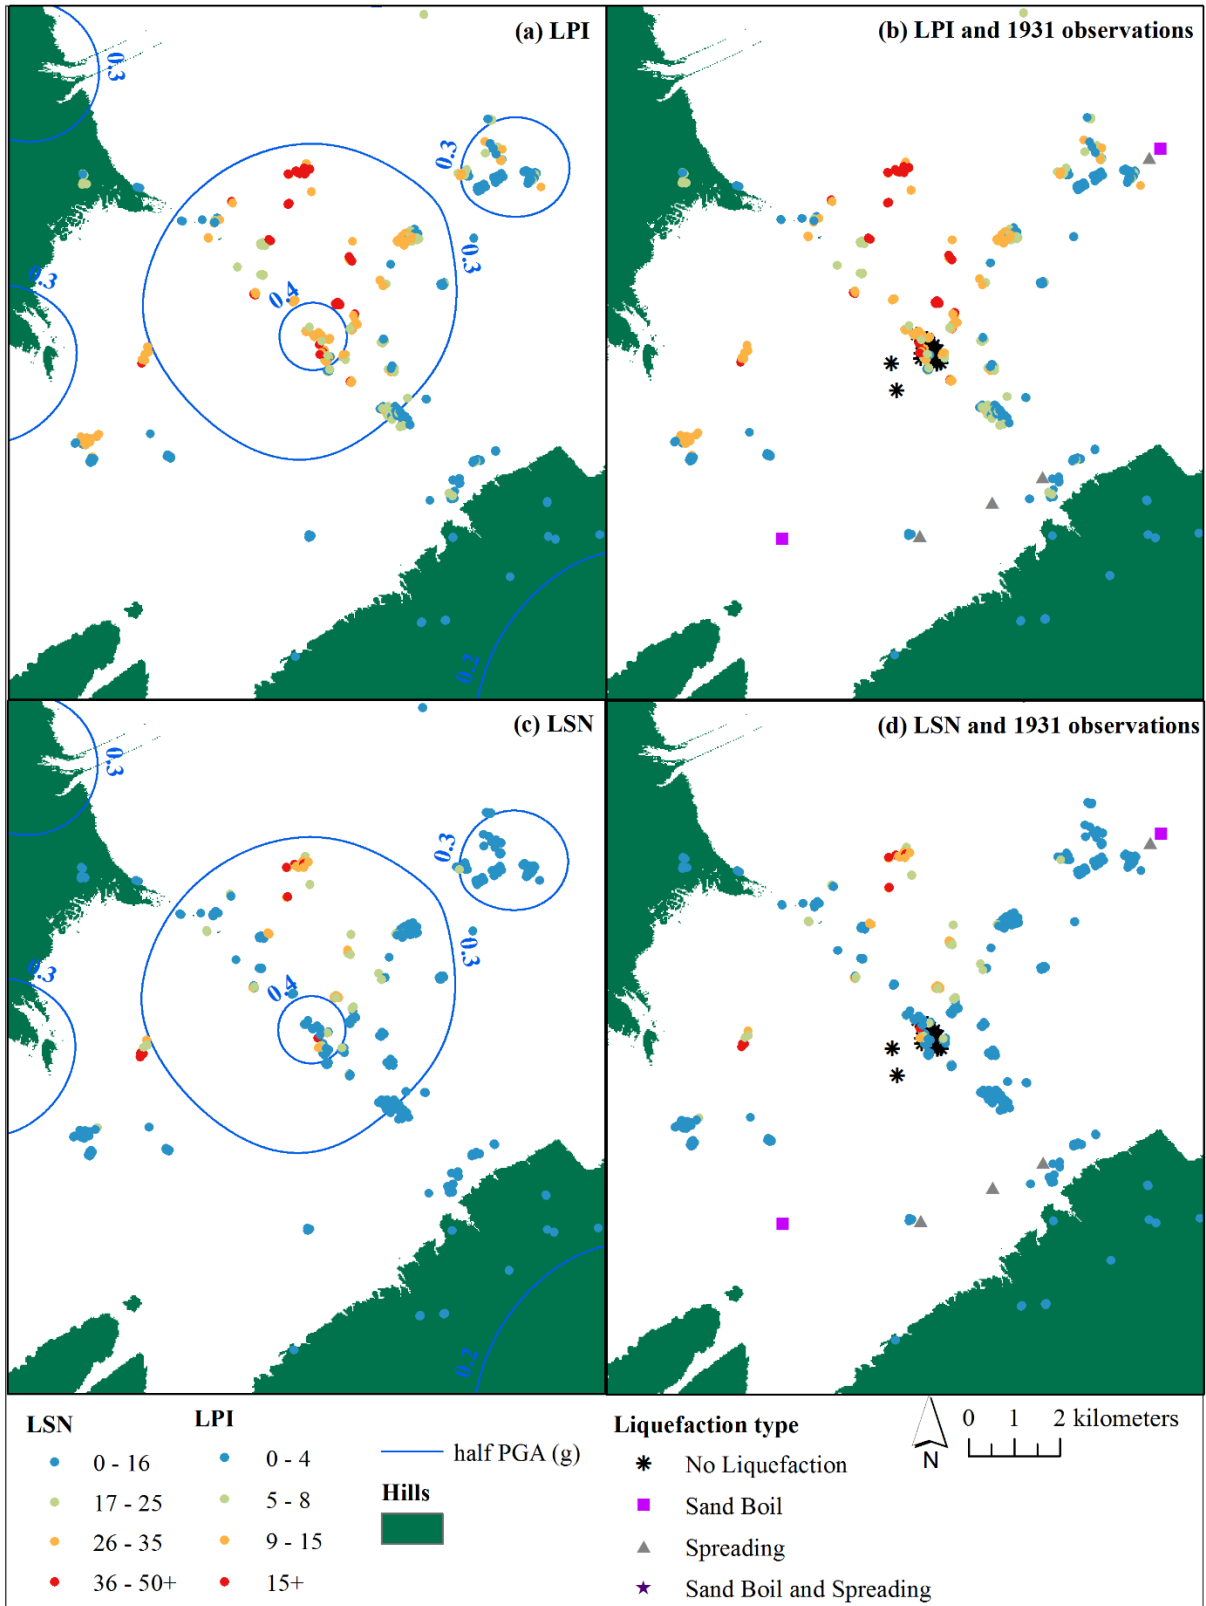 (a) LPI
(b) LPI and 1931 observations
0.3
0.3
0.3
0.3
0.4
0.2
(c) LSN
(d) LSN and 1931 observations
0.3
0.3
0.3
0.3
0.4
0.2
LSN
0 - 16
17 - 25
26 - 35
36 - 50+
LPI
0 - 4
5 - 8
9 - 15
15+
half PGA (g)
Hills
Liquefaction type
No Liquefaction
Sand Boil
Spreading
Sand Boil and Spreading
N
0 1 2 kilometers